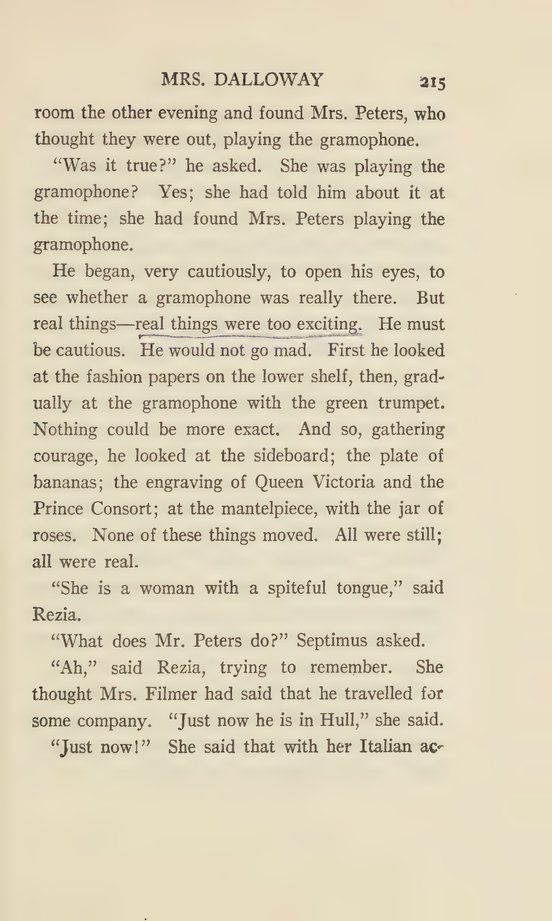 MRS. DALLOWAY 215
room the other evening and found Mrs. Peters, who
thought they were out, playing the gramophone.
"Was it true?" he asked. She was playing the
gramophone? Yes; she had told him about it at
the time; she had found Mrs. Peters playing the
gramophone.
He began, very cautiously, to open his eyes, to
see whether a gramophone was really there. But
real things—real things were too exciting. He must
be cautious. He would not go mad. First he looked
at the fashion papers on the lower shelf, then, grad-
ually at the gramophone with the green trumpet.
Nothing could be more exact. And so, gathering
courage, he looked at the sideboard; the plate of
bananas; the engraving of Queen Victoria and the
Prince Consort; at the mantelpiece, with the jar of
roses. None of these things moved. All were still;
all were real.
"She is a woman with a spiteful tongue," said
Rezia.
"What does Mr. Peters do?" Septimus asked.
"Ah," said Rezia, trying to remember. She
thought Mrs. Filmer had said that he travelled for
some company. "Just now he is in Hull," she said.
"Just now!" She said that with her Italian ac-